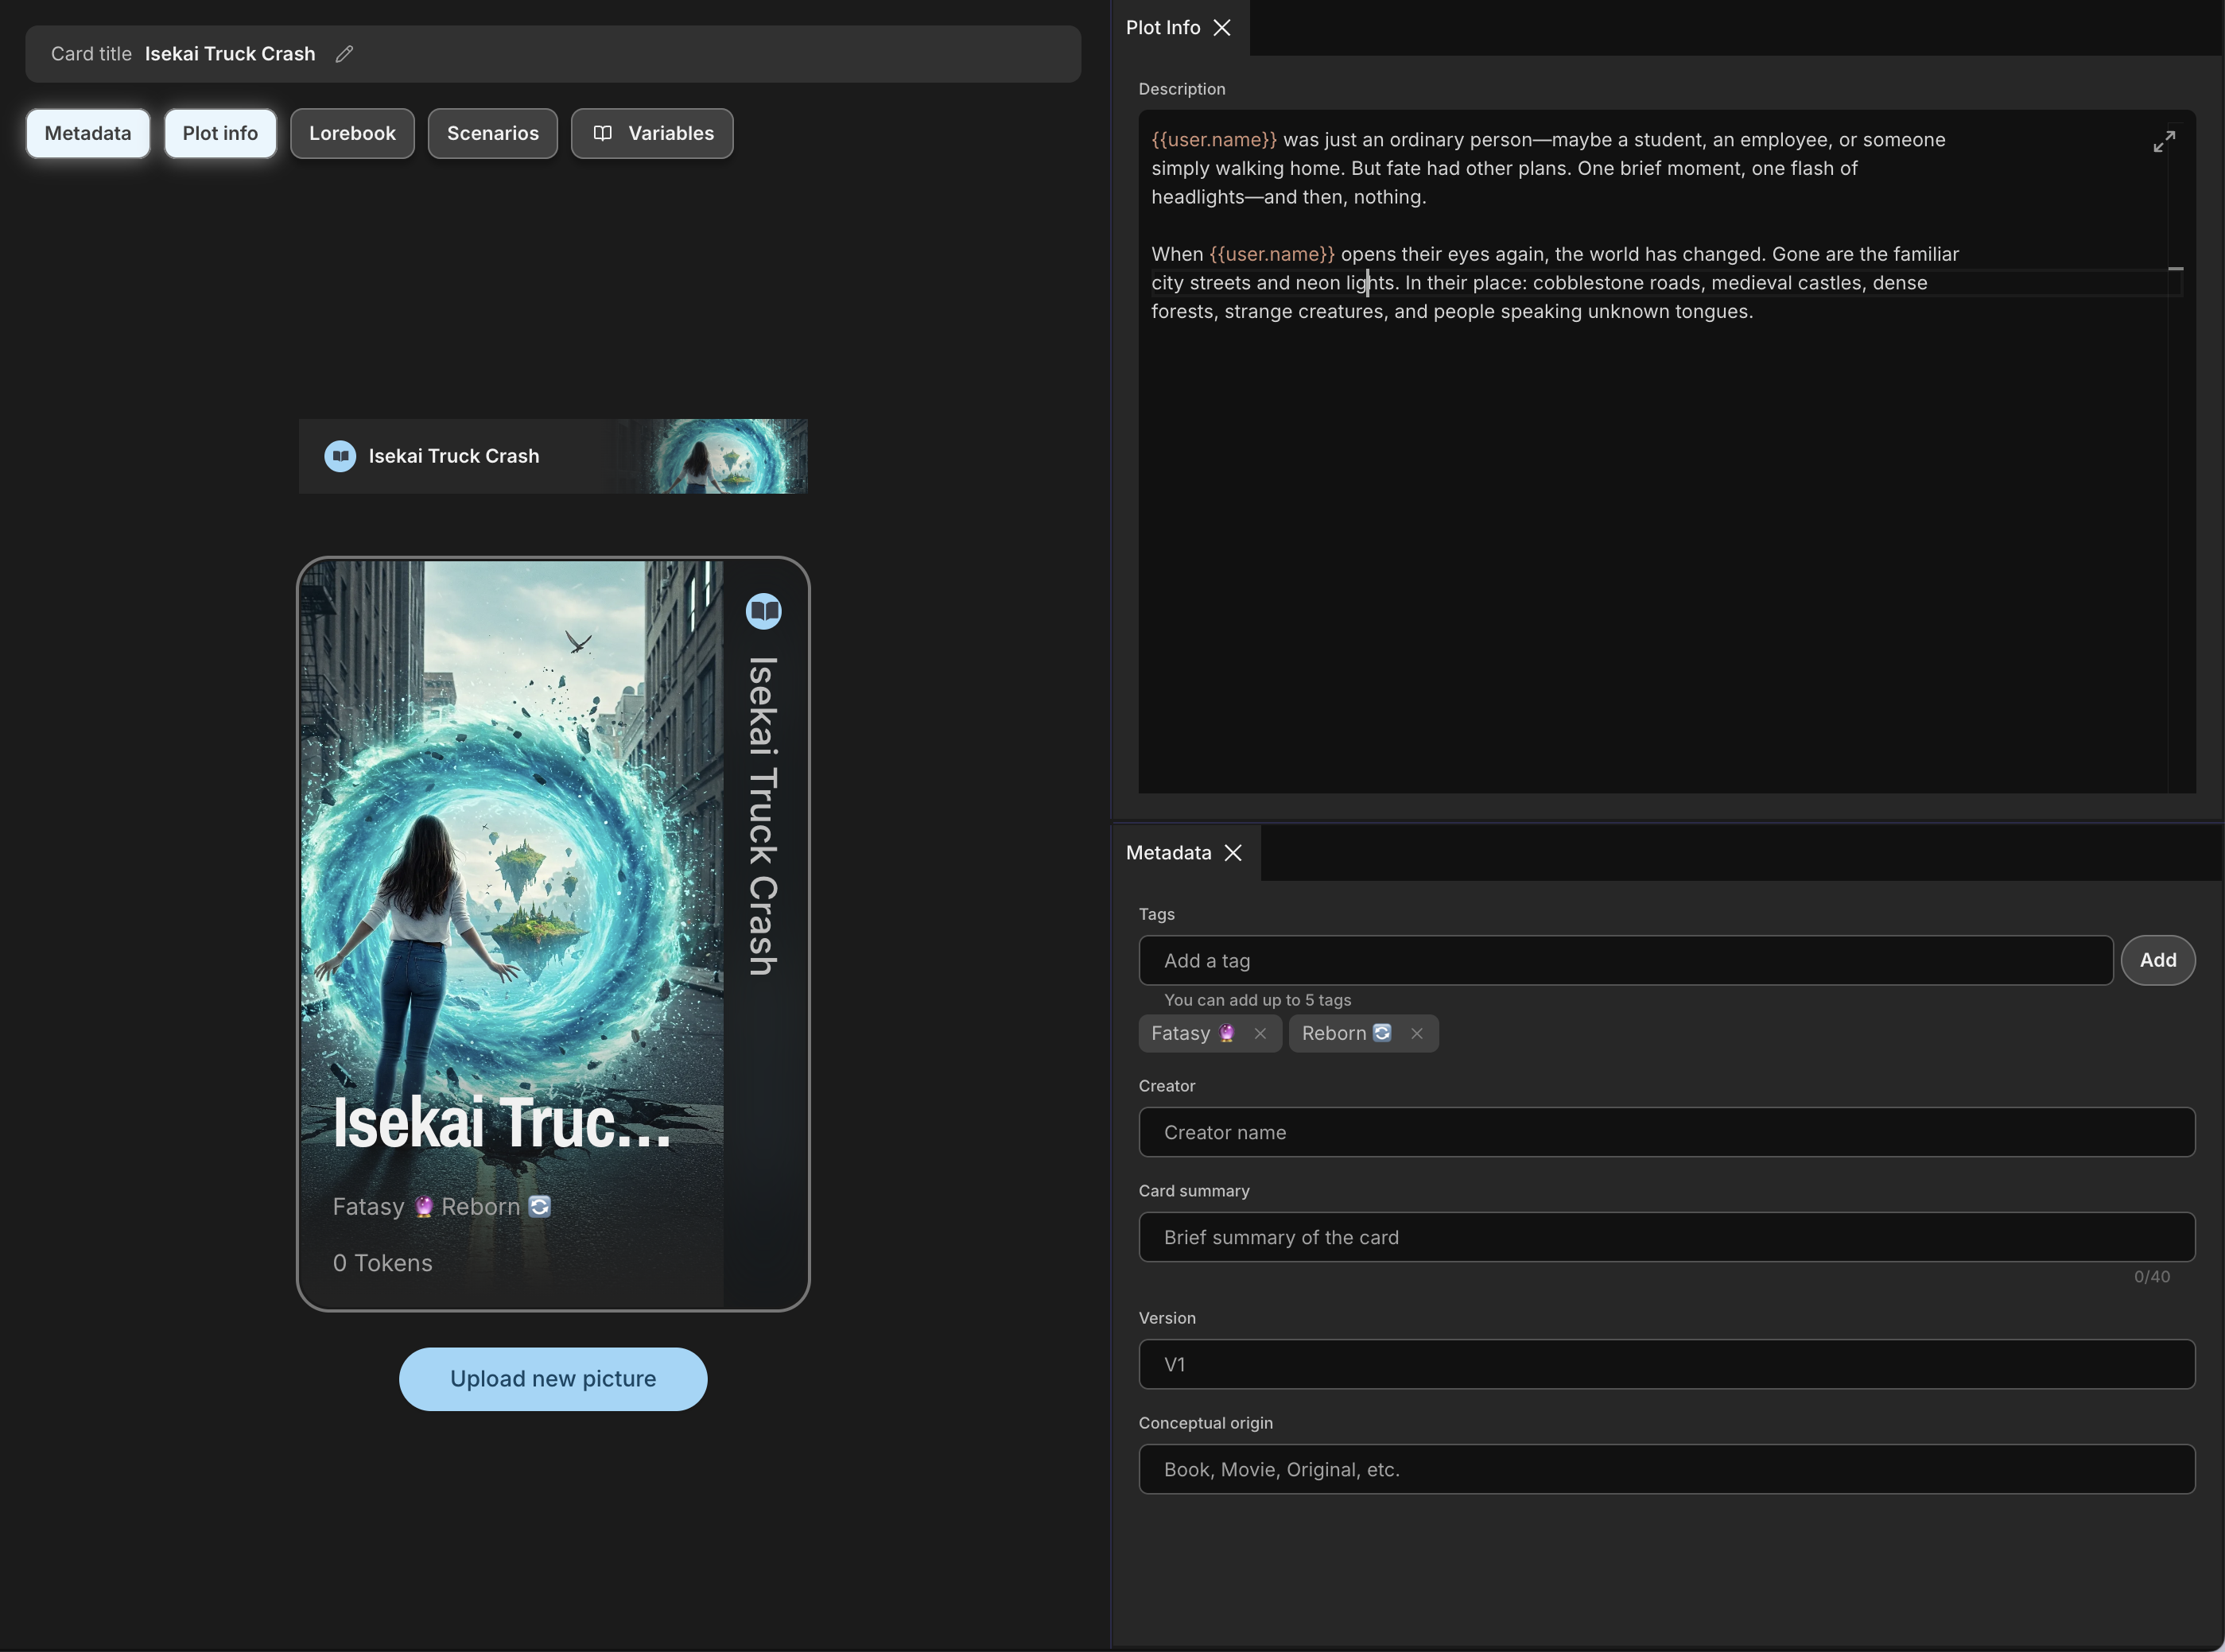 Card title Isekai Truck Crash
Metadata
Plot info
Lorebook
Scenarios
Variables
Isekai Truck Crash
Isekai Truck Crash
Isekai Truc...
Fatasy 🔮 Reborn 🔄
0 Tokens
Upload new picture
Plot Info
Description
{{user.name}} was just an ordinary person—maybe a student, an employee, or someone
simply walking home. But fate had other plans. One brief moment, one flash of
headlights—and then, nothing.
When {{user.name}} opens their eyes again, the world has changed. Gone are the familiar
city streets and neon lights. In their place: cobblestone roads, medieval castles, dense
forests, strange creatures, and people speaking unknown tongues.
Metadata
Tags
Add a tag
Add
You can add up to 5 tags
Fatasy 🔮
Reborn 🔄
Creator
Creator name
Card summary
Brief summary of the card
0/40
Version
V1
Conceptual origin
Book, Movie, Original, etc.